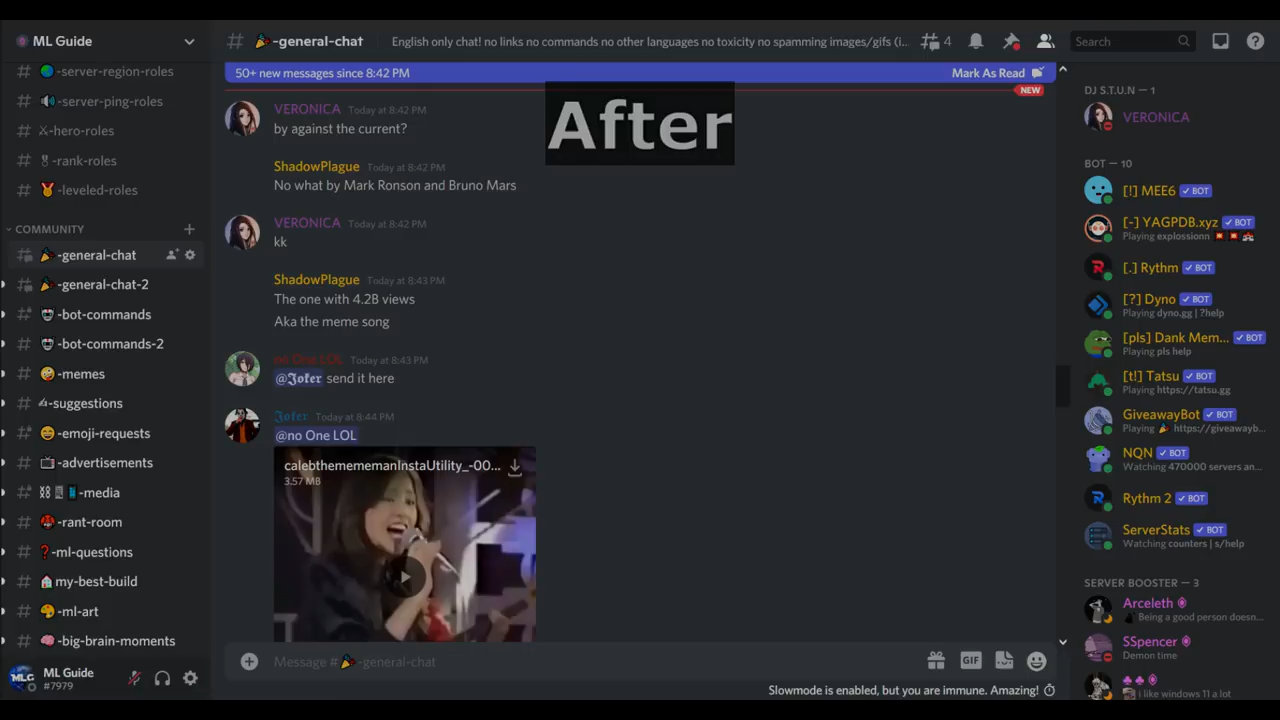 ML Guide
-server-region-roles
-server-ping-roles
-hero-roles
-rank-roles
-leveled-roles
COMMUNITY
-general-chat
-general-chat-2
-bot-commands
-bot-commands-2
-memes
-suggestions
-emoji-requests
-advertisements
-media
-rant-room
-ml-questions
my-best-build
-ml-art
-big-brain-moments
ML Guide
#7979
-general-chat
English only chat! no links no commands no other languages no toxicity no spamming images/gifs (i...
4
Search
50+ new messages since 8:42 PM
Mark As Read
NEW
After
VERONICA Today at 8:42 PM
by against the current?
ShadowPlague Today at 8:42 PM
No what by Mark Ronson and Bruno Mars
VERONICA Today at 8:42 PM
kk
ShadowPlague Today at 8:43 PM
The one with 4.2B views
Aka the meme song
no One LOL Today at 8:43 PM
@𝕵𝖔𝖐𝖊𝖗 send it here
𝕵𝖔𝖐𝖊𝖗 Today at 8:44 PM
@no One LOL
calebthemememanInstaUtility_-00...
3.57 MB
Message # -general-chat
GIF
Slowmode is enabled, but you are immune. Amazing!
DJ S.T.U.N — 1
VERONICA
BOT — 10
[!] MEE6 ✓ BOT
[-] YAGPDB.xyz ✓ BOT
Playing explosionn
[.] Rythm ✓ BOT
[?] Dyno ✓ BOT
Playing dyno.gg | ?help
[pls] Dank Mem... ✓ BOT
Playing pls help
[t!] Tatsu ✓ BOT
Playing https://tatsu.gg
GiveawayBot ✓ BOT
Playing 🎉 https://giveawayb...
NQN ✓ BOT
Watching 470000 servers an...
Rythm 2 ✓ BOT
ServerStats ✓ BOT
Watching counters | s/help
SERVER BOOSTER — 3
Arceleth
Being a good person doesn...
SSpencer
Demon time
♣ ♣
i like windows 11 a lot